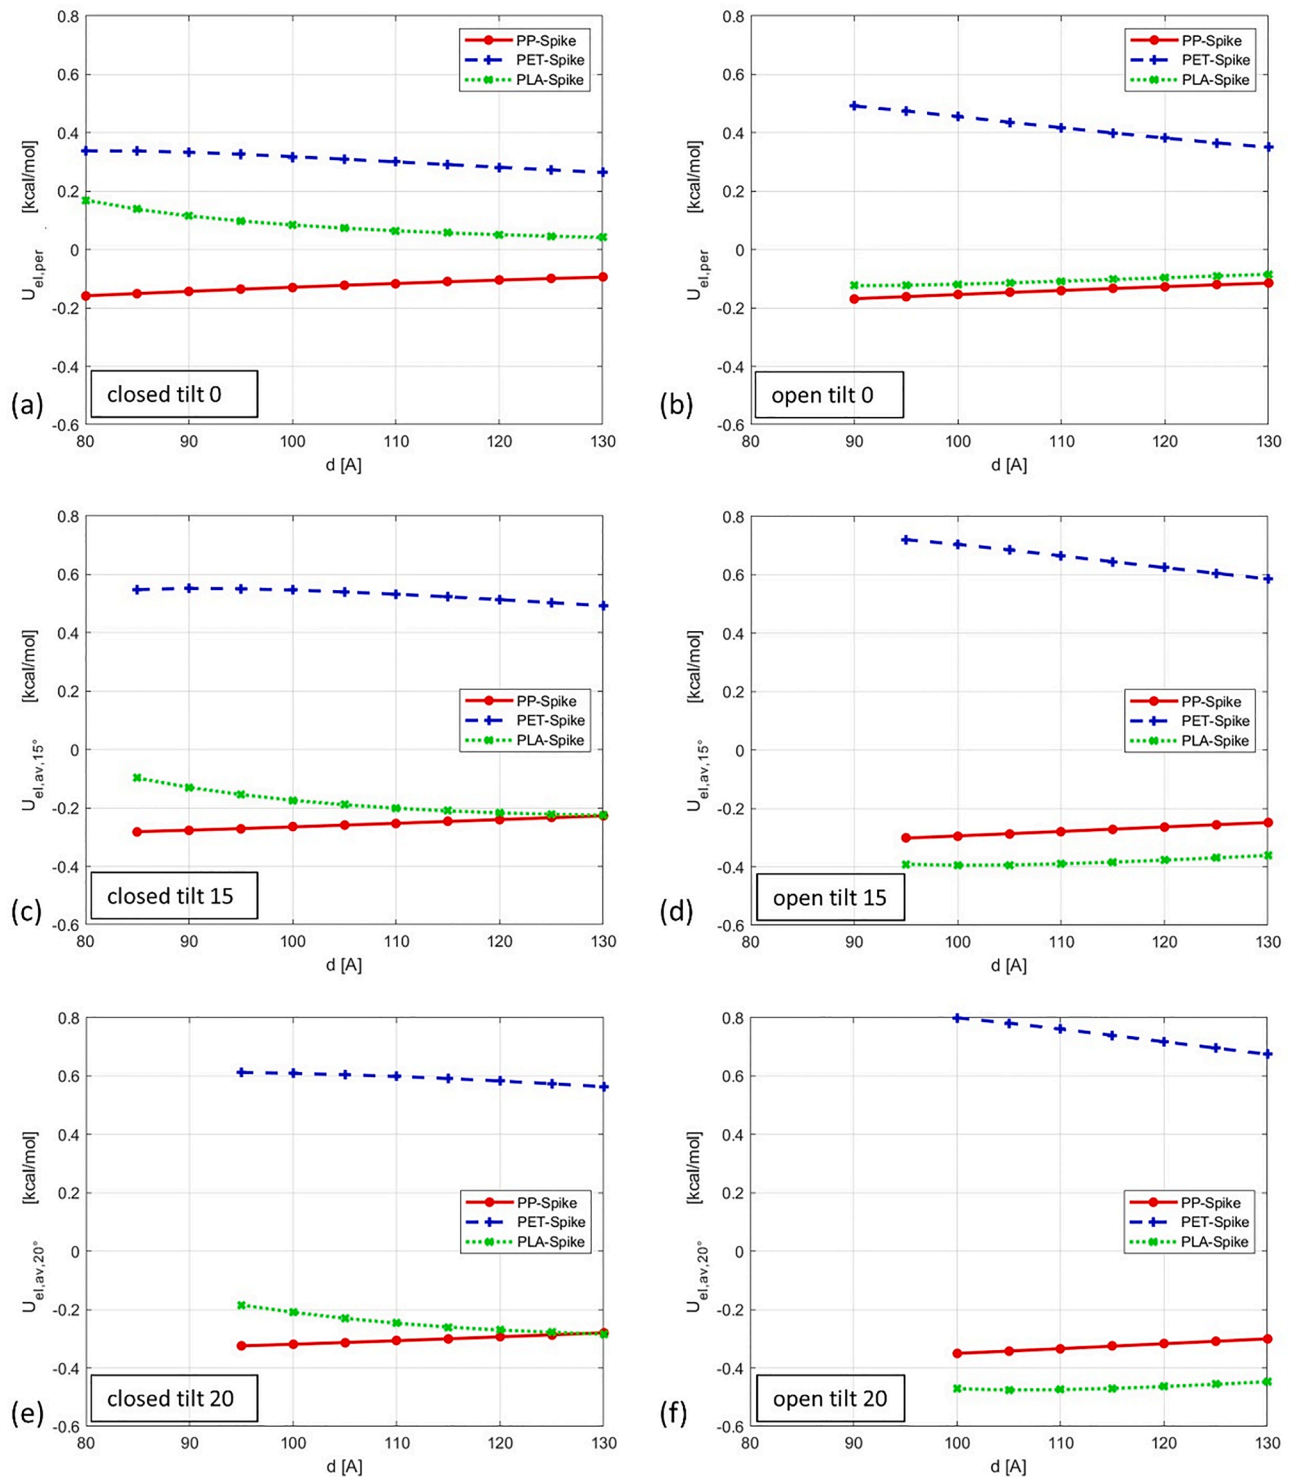 0.8
0.6
0.4
0.2
0
-0.2
-0.4
-0.6
80 90 100 110 120 130
d [A]
U el,per [kcal/mol]
PP-Spike
PET-Spike
PLA-Spike
closed tilt 0
(a)
0.8
0.6
0.4
0.2
0
-0.2
-0.4
-0.6
80 90 100 110 120 130
d [A]
U el,per [kcal/mol]
PP-Spike
PET-Spike
PLA-Spike
open tilt 0
(b)
0.8
0.6
0.4
0.2
0
-0.2
-0.4
-0.6
80 90 100 110 120 130
d [A]
U el,av,15° [kcal/mol]
PP-Spike
PET-Spike
PLA-Spike
closed tilt 15
(c)
0.8
0.6
0.4
0.2
0
-0.2
-0.4
-0.6
80 90 100 110 120 130
d [A]
U el,av,15° [kcal/mol]
PP-Spike
PET-Spike
PLA-Spike
open tilt 15
(d)
0.8
0.6
0.4
0.2
0
-0.2
-0.4
-0.6
80 90 100 110 120 130
d [A]
U el,av,20° [kcal/mol]
PP-Spike
PET-Spike
PLA-Spike
closed tilt 20
(e)
0.8
0.6
0.4
0.2
0
-0.2
-0.4
-0.6
80 90 100 110 120 130
d [A]
U el,av,20° [kcal/mol]
PP-Spike
PET-Spike
PLA-Spike
open tilt 20
(f)